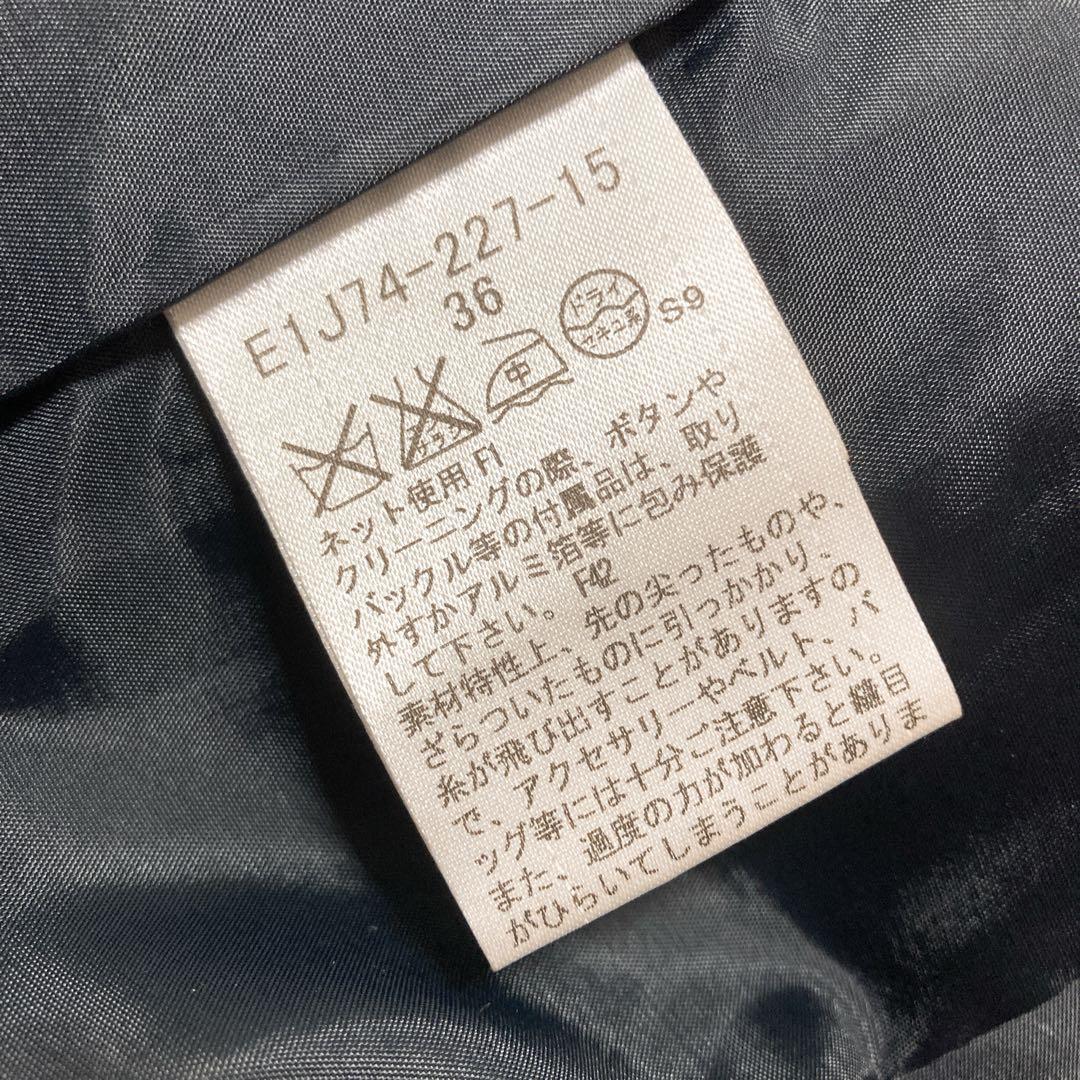 E1J74-227-15
36
エンソ
サラシ
中
ドライ
セキユ系
S9
ネット使用 F1
クリーニングの際、ボタンや
バックル等の付属品は、取り
外すかアルミ箔等に包み保護
して下さい。 F42
素材特性上、先の尖ったものや、
ざらついたものに引っかかり、
糸が飛び出すことがありますの
で、アクセサリーやベルト、バ
ッグ等には十分ご注意下さい。
また、過度の力が加わると縫目
がひらいてしまうことがありま